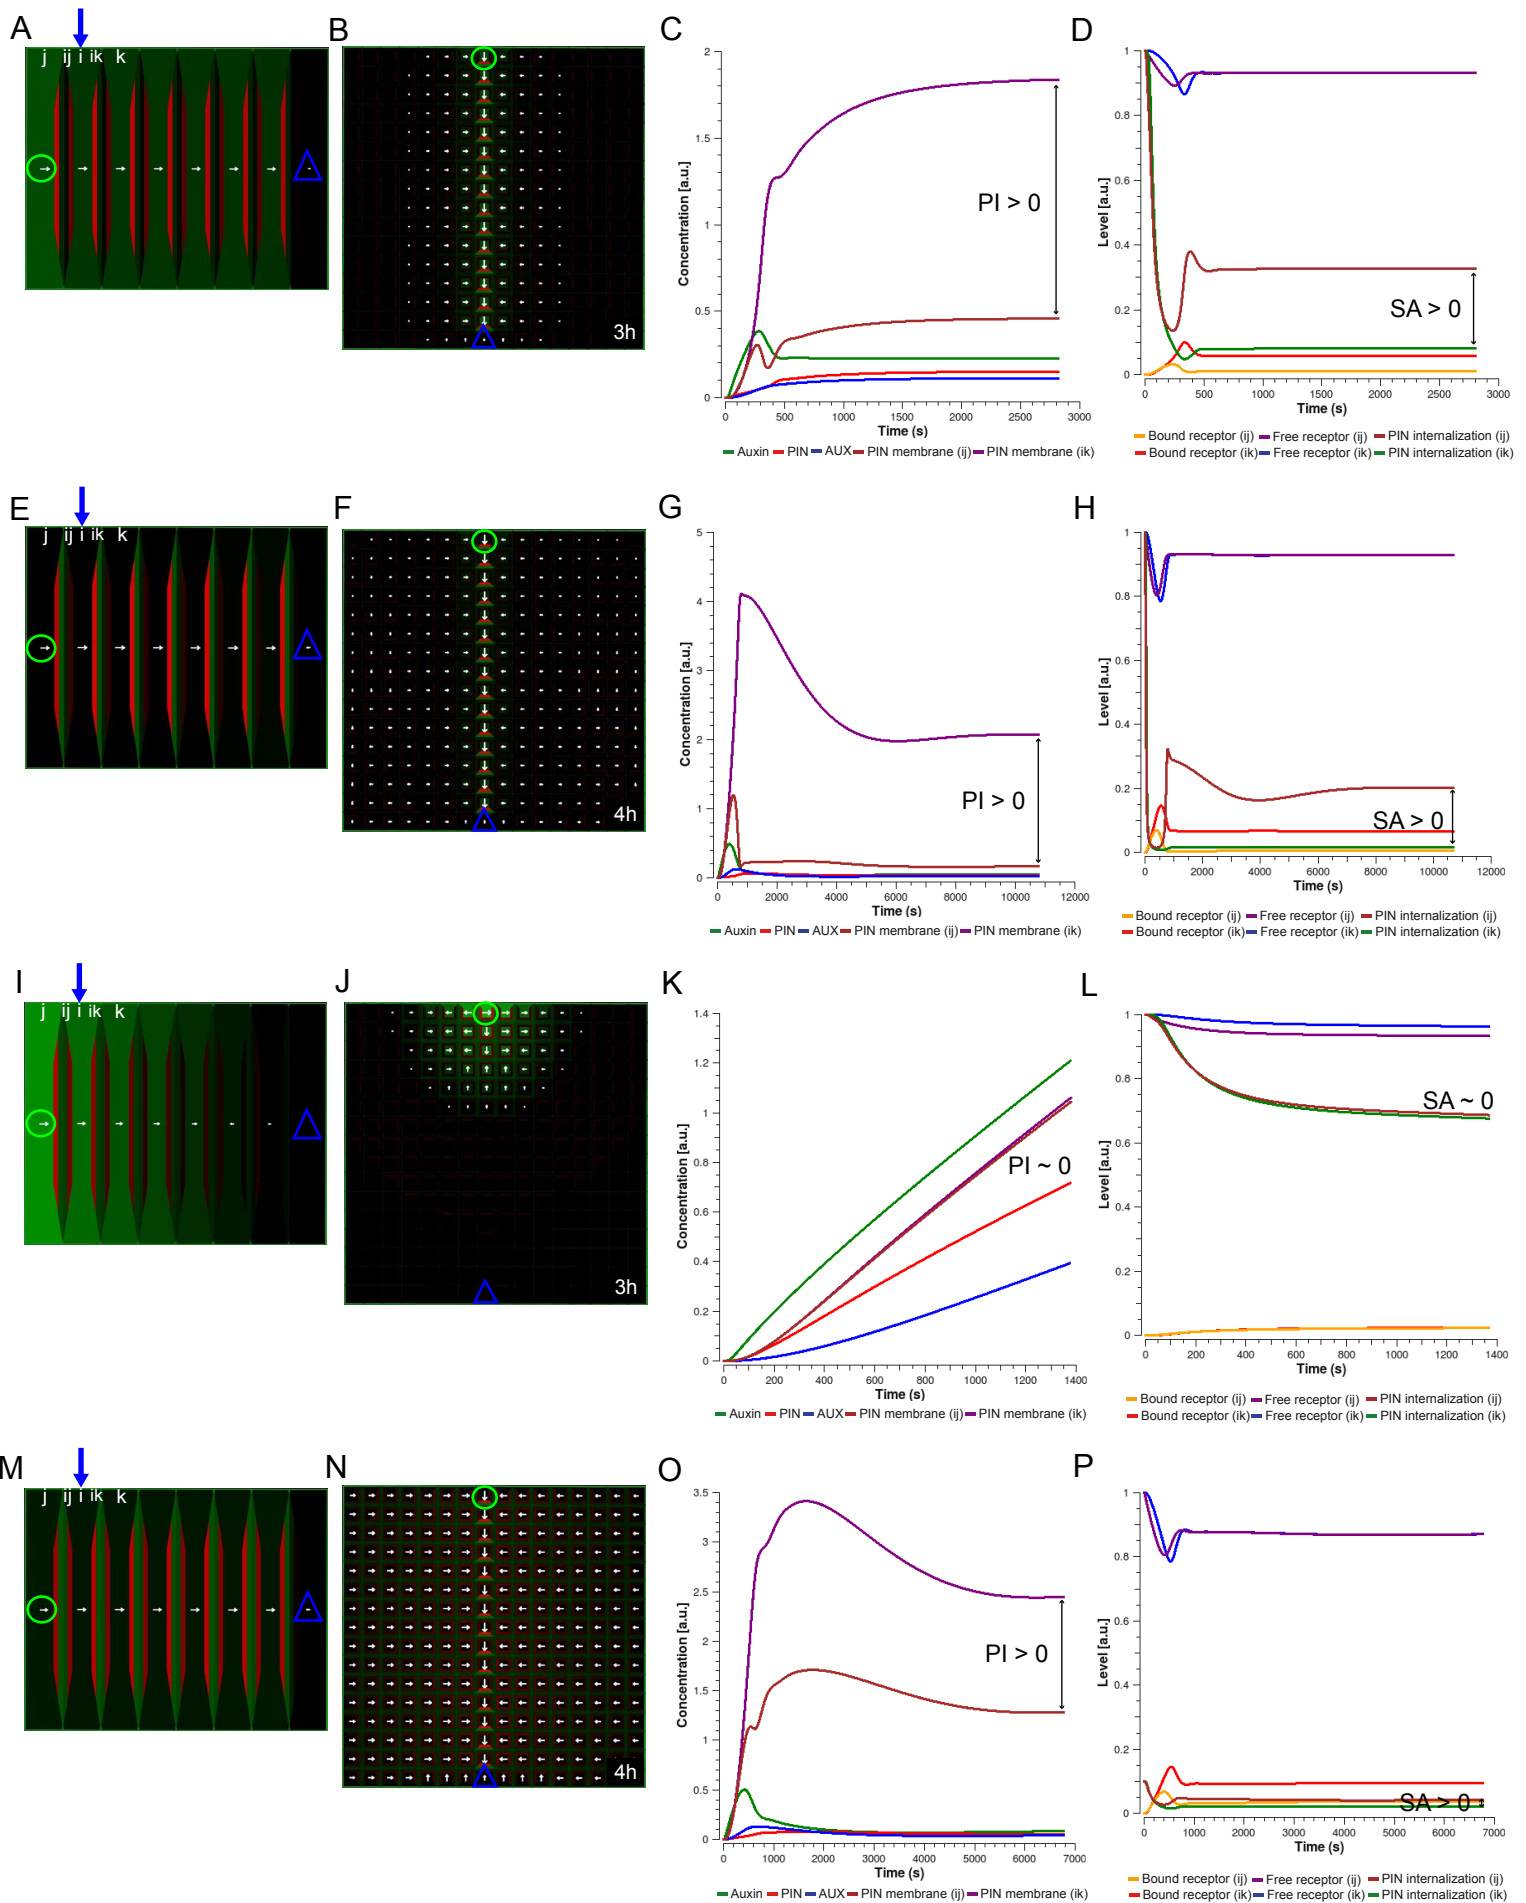 A
B
C
D
j ij i ik k
3h
2
1.5
1
0.5
0
Concentration [a.u.]
PI > 0
0 500 1000 1500 2000 2500 3000
Time (s)
Auxin PIN AUX PIN membrane (ij) PIN membrane (ik)
1
0.8
0.6
0.4
0.2
0
Level [a.u.]
SA > 0
0 500 1000 1500 2000 2500 3000
Time (s)
Bound receptor (ij) Free receptor (ij) PIN internalization (ij)
Bound receptor (ik) Free receptor (ik) PIN internalization (ik)
E
F
G
H
j ij i ik k
4h
5
4
3
2
1
0
Concentration [a.u.]
PI > 0
0 2000 4000 6000 8000 10000 12000
Time (s)
Auxin PIN AUX PIN membrane (ij) PIN membrane (ik)
1
0.8
0.6
0.4
0.2
0
Level [a.u.]
SA > 0
0 2000 4000 6000 8000 10000 12000
Time (s)
Bound receptor (ij) Free receptor (ij) PIN internalization (ij)
Bound receptor (ik) Free receptor (ik) PIN internalization (ik)
I
J
K
L
j ij i ik k
3h
1.4
1.2
1
0.8
0.6
0.4
0.2
0
Concentration [a.u.]
PI ~ 0
0 200 400 600 800 1000 1200 1400
Time (s)
Auxin PIN AUX PIN membrane (ij) PIN membrane (ik)
1
0.8
0.6
0.4
0.2
0
Level [a.u.]
SA ~ 0
0 200 400 600 800 1000 1200 1400
Time (s)
Bound receptor (ij) Free receptor (ij) PIN internalization (ij)
Bound receptor (ik) Free receptor (ik) PIN internalization (ik)
M
N
O
P
j ij i ik k
4h
3.5
3
2.5
2
1.5
1
0.5
0
Concentration [a.u.]
PI > 0
0 1000 2000 3000 4000 5000 6000 7000
Time (s)
Auxin PIN AUX PIN membrane (ij) PIN membrane (ik)
1
0.8
0.6
0.4
0.2
0
Level [a.u.]
SA > 0
0 1000 2000 3000 4000 5000 6000 7000
Time (s)
Bound receptor (ij) Free receptor (ij) PIN internalization (ij)
Bound receptor (ik) Free receptor (ik) PIN internalization (ik)